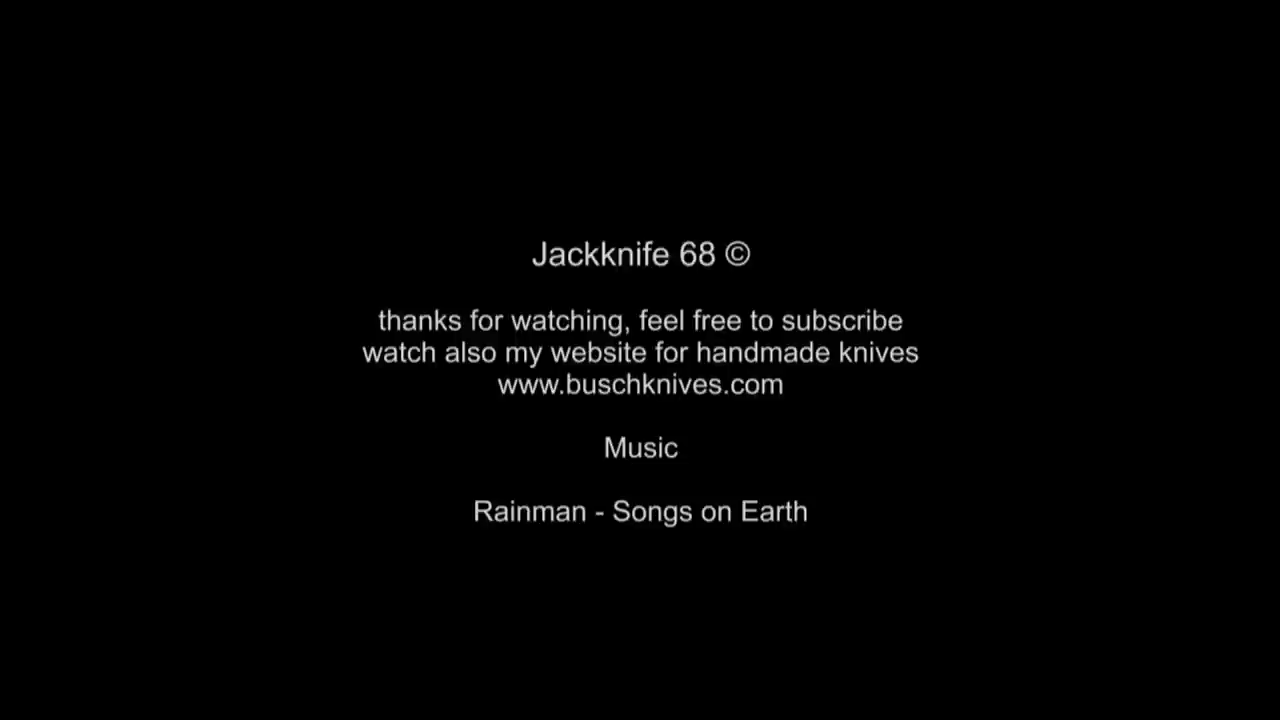 Jackknife 68 ©
thanks for watching, feel free to subscribe
watch also my website for handmade knives
www.buschknives.com
Music
Rainman - Songs on Earth